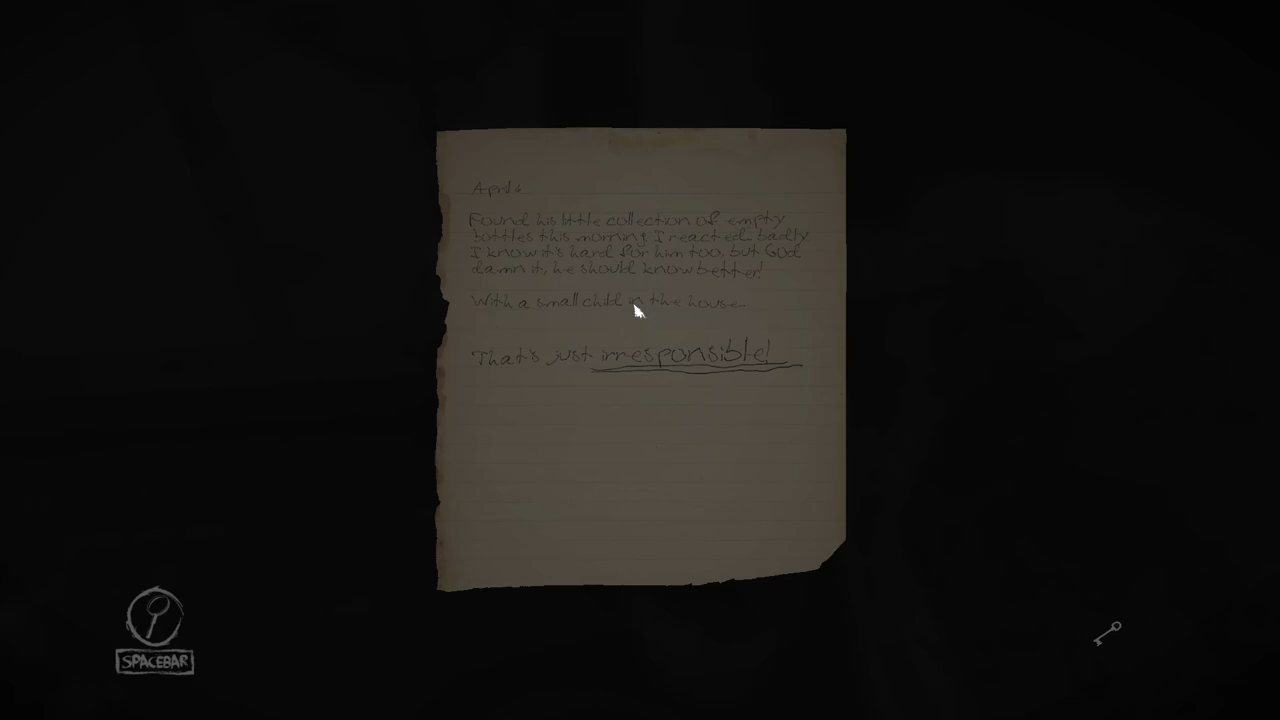 April 6
Found his little collection of empty
bottles this morning I reacted badly
I know it's hard for him too, but God
damn it, he should know better!
With a small child in the house
That's just irresponsible!
SPACEBAR